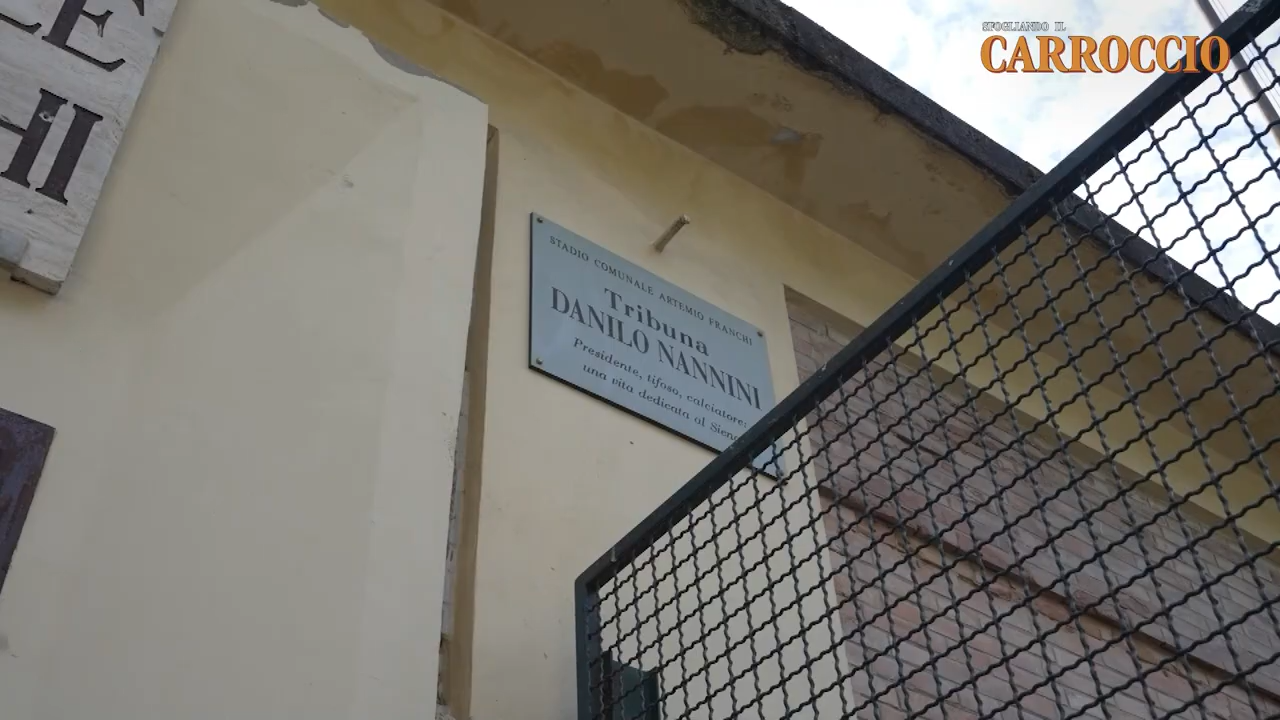 SFOGLIANDO IL
CARROCCIO
STADIO COMUNALE ARTEMIO FRANCHI
Tribuna
DANILO NANNINI
Presidente, tifoso, calciatore:
una vita dedicata al Siena